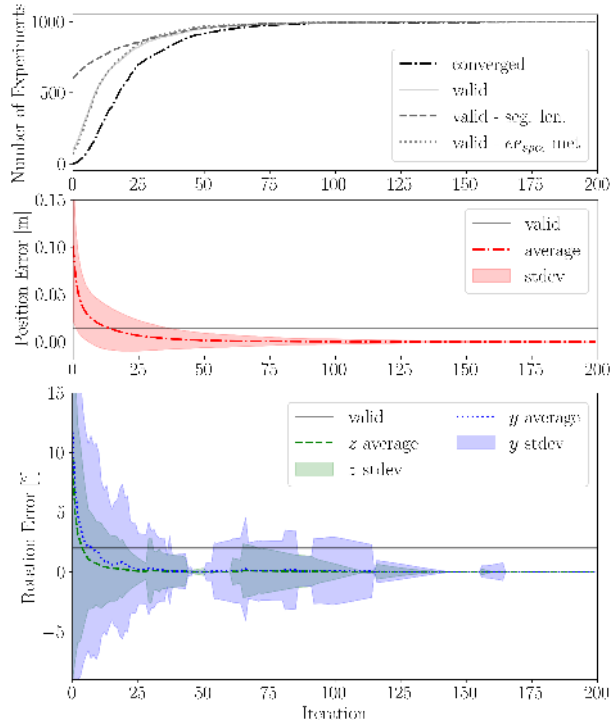 Number of Experiments
1000
500
0
converged
valid
valid - seg. len.
valid - ee_spec met.
0 25 50 75 100 125 150 175 200
Position Error [m]
0.15
0.10
0.05
0.00
valid
average
stdev
0 25 50 75 100 125 150 175 200
Rotation Error [°]
15
10
5
0
−5
valid
z average
z stdev
y average
y stdev
0 25 50 75 100 125 150 175 200
Iteration